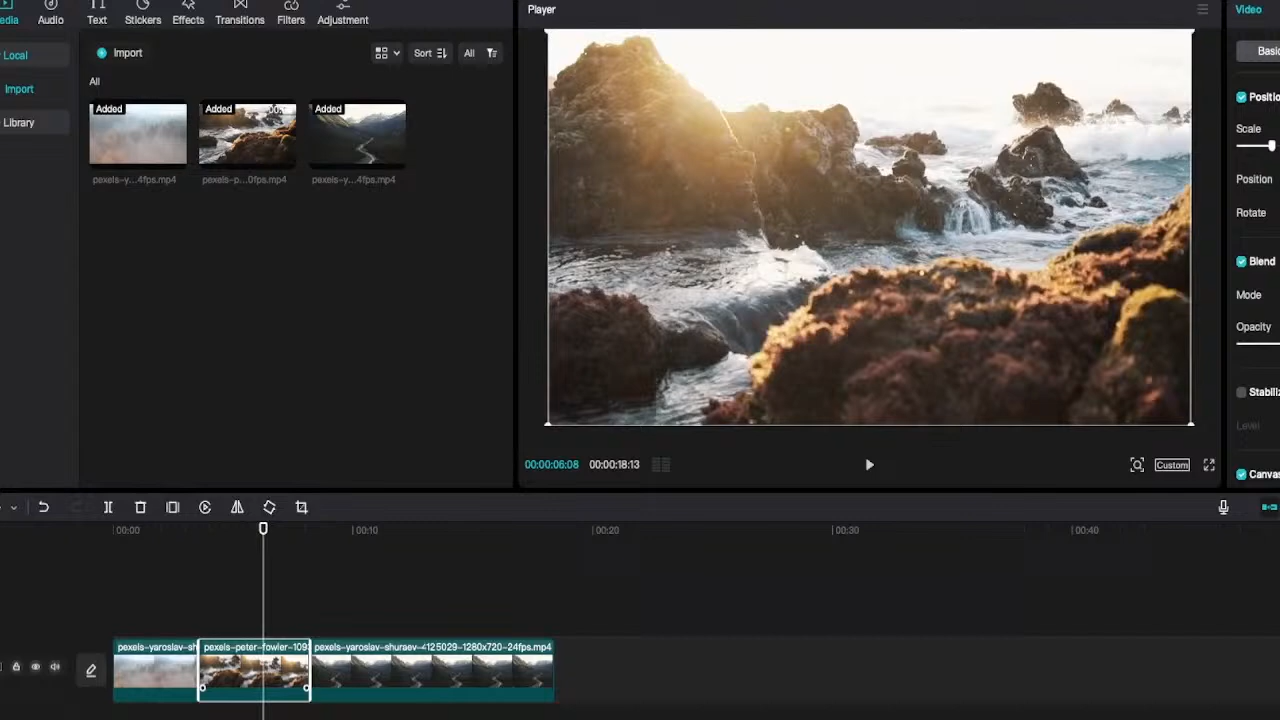 edia
Audio
Text
Stickers
Effects
Transitions
Filters
Adjustment
Player
Video
Local
Import
Library
Import
Sort
All
All
Added
Added
Added
pexels-y...4fps.mp4
pexels-p...0fps.mp4
pexels-y...4fps.mp4
Basic
Positio
Scale
Position
Rotate
Blend
Mode
Opacity
Stabiliz
Level
Canvas
00:00:06:08
00:00:18:13
Custom
00:00
00:10
00:20
00:30
00:40
pexels-yaroslav-sh
pexels-peter-fowler-109
pexels-yaroslav-shuraev-4125029-1280x720-24fps.mp4